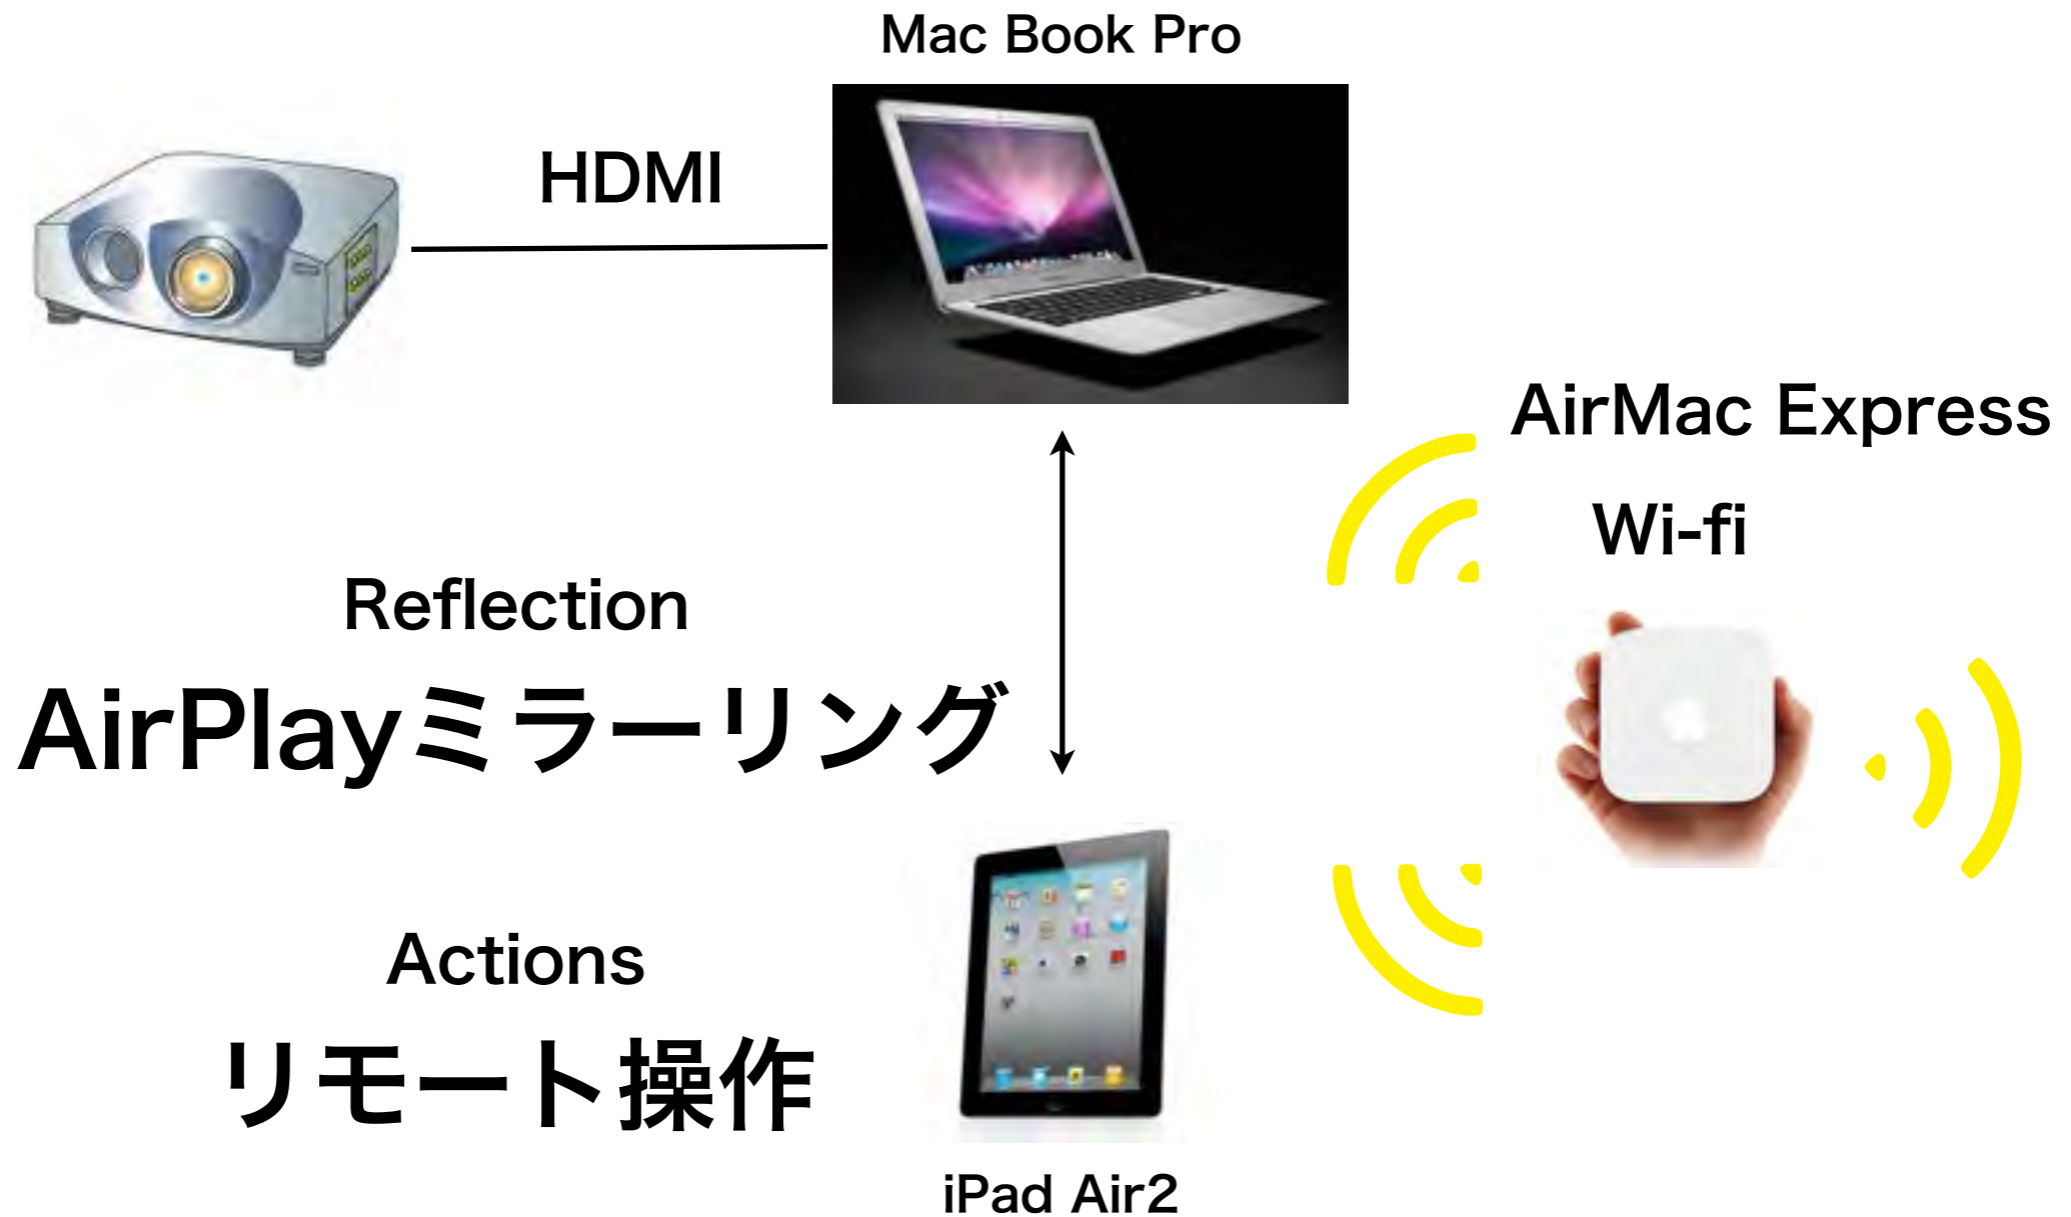 Mac Book Pro
HDMI
AirMac Express
Wi-fi
Reflection
AirPlayミラーリング
Actions
リモート操作
iPad Air2